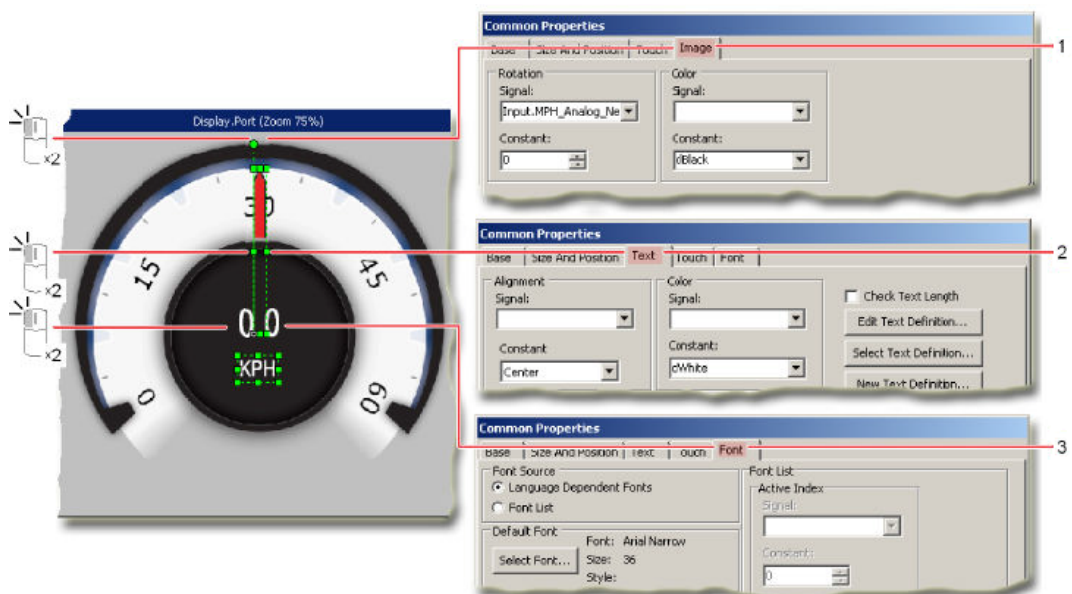 Common Properties
Base Size And Position Touch Image
1
Rotation
Signal:
Input.MPH_Analog_Ne
Constant:
0
Color
Signal:
Constant:
dBlack
x2
Display.Port (Zoom 75%)
30
15
45
0
60
0.0
KPH
x2
x2
Common Properties
Base Size And Position Text Touch Font
2
Alignment
Signal:
Constant
Center
Color
Signal:
Constant:
cWhite
Check Text Length
Edit Text Definition...
Select Text Definition...
New Text Definition...
Common Properties
Base Size And Position Text Touch Font
3
Font Source
Language Dependent Fonts
Font List
Default Font
Select Font...
Font: Arial Narrow
Size: 36
Style:
Font List
Active Index
Signal:
Constant:
0